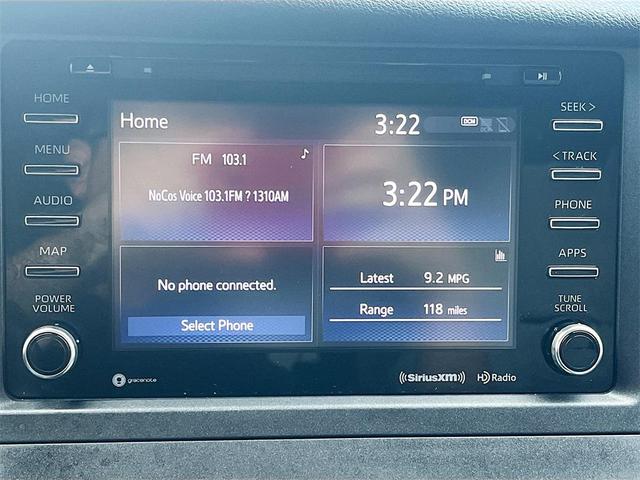 HOME
MENU
AUDIO
MAP
POWER
VOLUME
Home
3:22
DCM
FM 103.1
NoCos Voice 103.1FM ? 1310AM
3:22 PM
No phone connected.
Select Phone
Latest 9.2 MPG
Range 118 miles
SEEK >
< TRACK
PHONE
APPS
TUNE
SCROLL
gracenote
((SiriusXM))
HD Radio